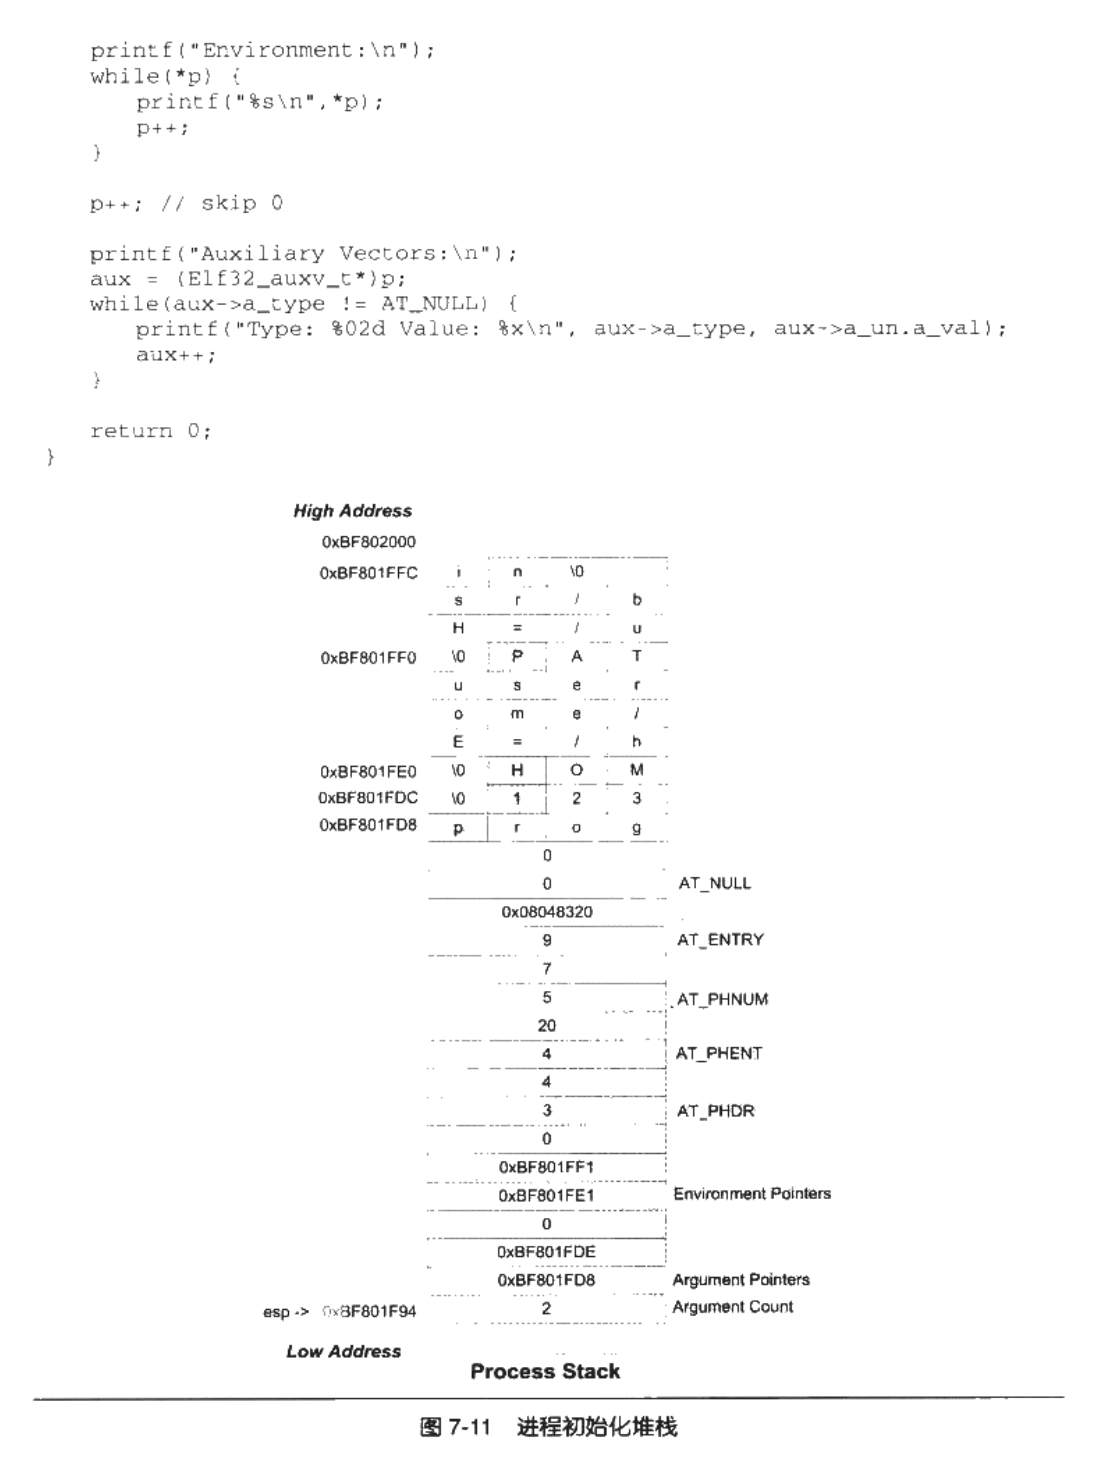 printf("Environment:\n");
while(*p) {
printf("%s\n",*p);
p++;
}
p++; // skip 0
printf("Auxiliary Vectors:\n");
aux = (Elf32_auxv_t*)p;
while(aux->a_type != AT_NULL) {
printf("Type: %02d Value: %x\n", aux->a_type, aux->a_un.a_val);
aux++;
}
return 0;
}
High Address
0xBF802000
0xBF801FFC i n \0
s r / b
H = / u
0xBF801FF0 \0 P A T
u s e r
o m e /
E = / h
0xBF801FE0 \0 H O M
0xBF801FDC \0 1 2 3
0xBF801FD8 p r o g
0
0 AT_NULL
0x08048320
9 AT_ENTRY
7
5 AT_PHNUM
20
4 AT_PHENT
4
3 AT_PHDR
0
0xBF801FF1
0xBF801FE1 Environment Pointers
0
0xBF801FDE
0xBF801FD8 Argument Pointers
esp -> 0xBF801F94 2 Argument Count
Low Address
Process Stack
图 7-11 进程初始化堆栈